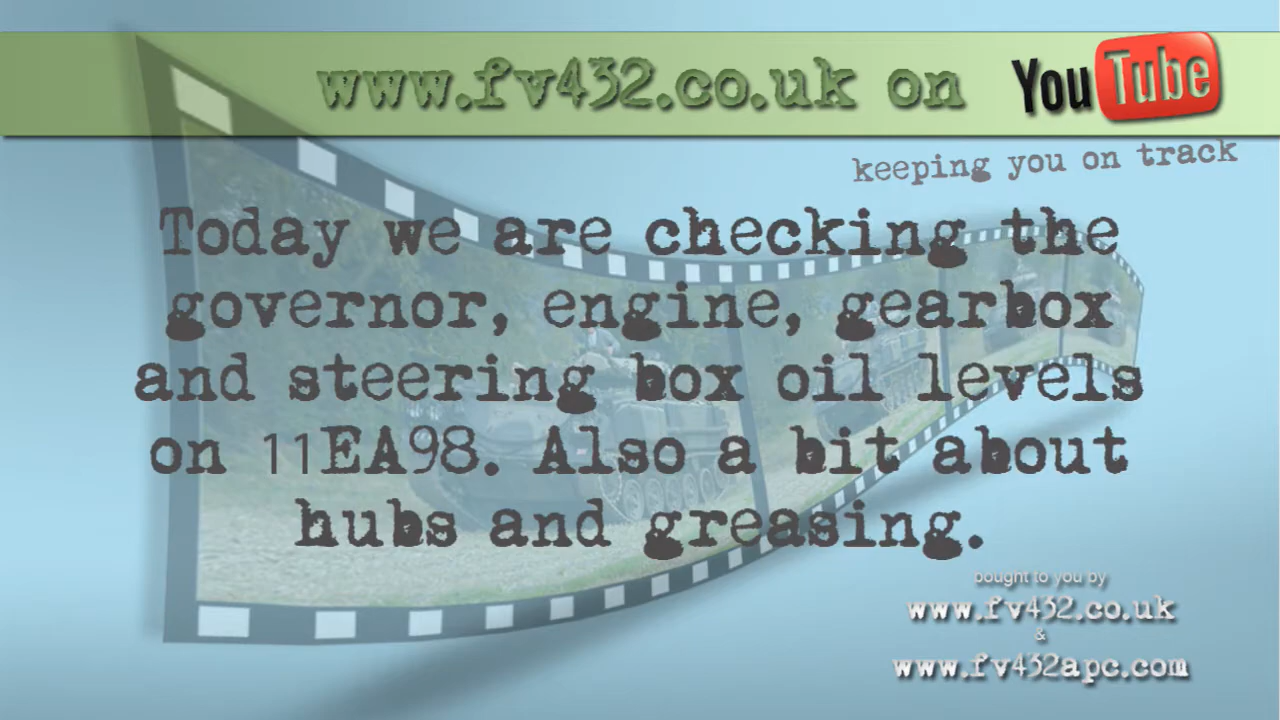 www.fv432.co.uk on YouTube
keeping you on track
Today we are checking the
governor, engine, gearbox
and steering box oil levels
on 11EA98. Also a bit about
hubs and greasing.
bought to you by
www.fv432.co.uk
&
www.fv432apc.com